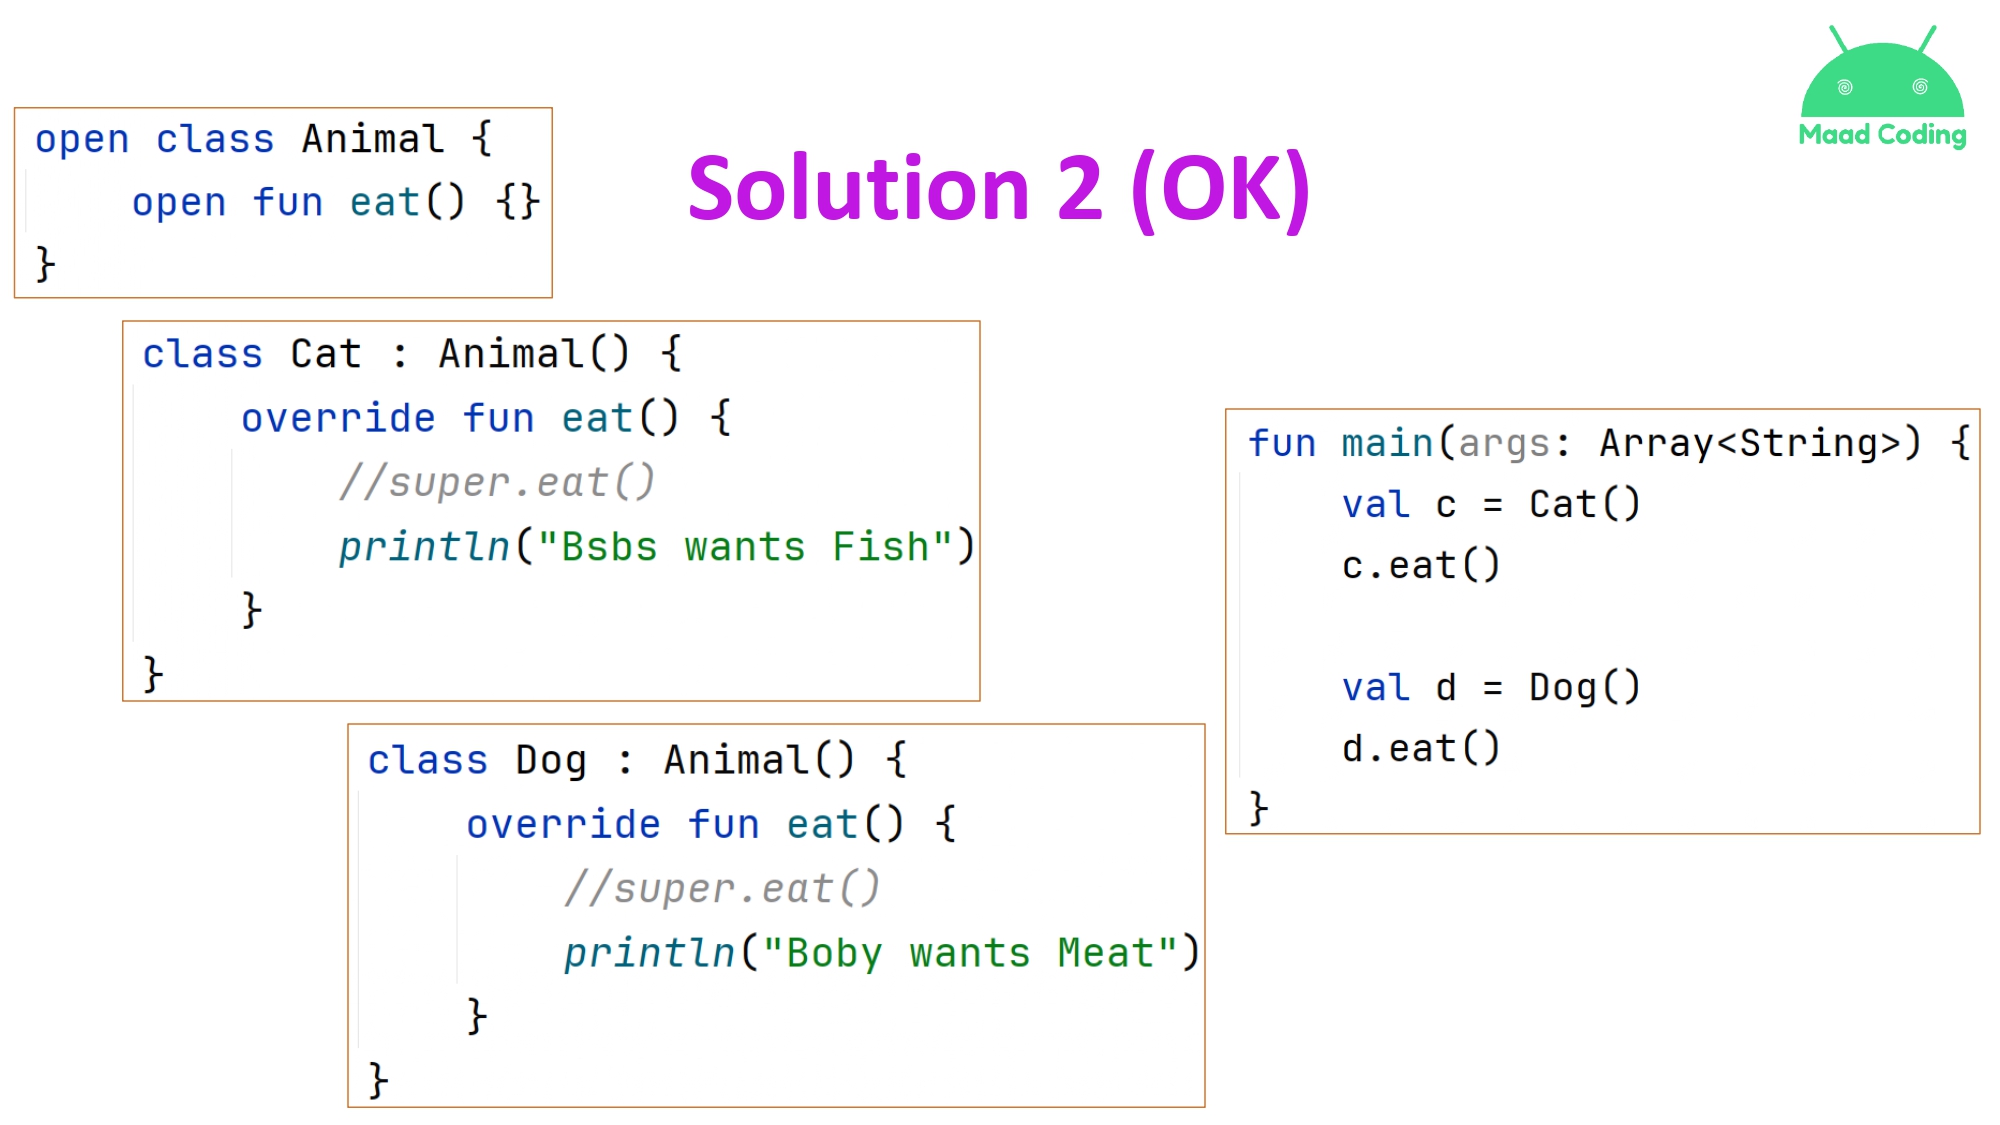 Maad Coding
Solution 2 (OK)
open class Animal {
    open fun eat() {}
}
class Cat : Animal() {
    override fun eat() {
        //super.eat()
        println("Bsbs wants Fish")
    }
}
class Dog : Animal() {
    override fun eat() {
        //super.eat()
        println("Boby wants Meat")
    }
}
fun main(args: Array<String>) {
    val c = Cat()
    c.eat()

    val d = Dog()
    d.eat()
}